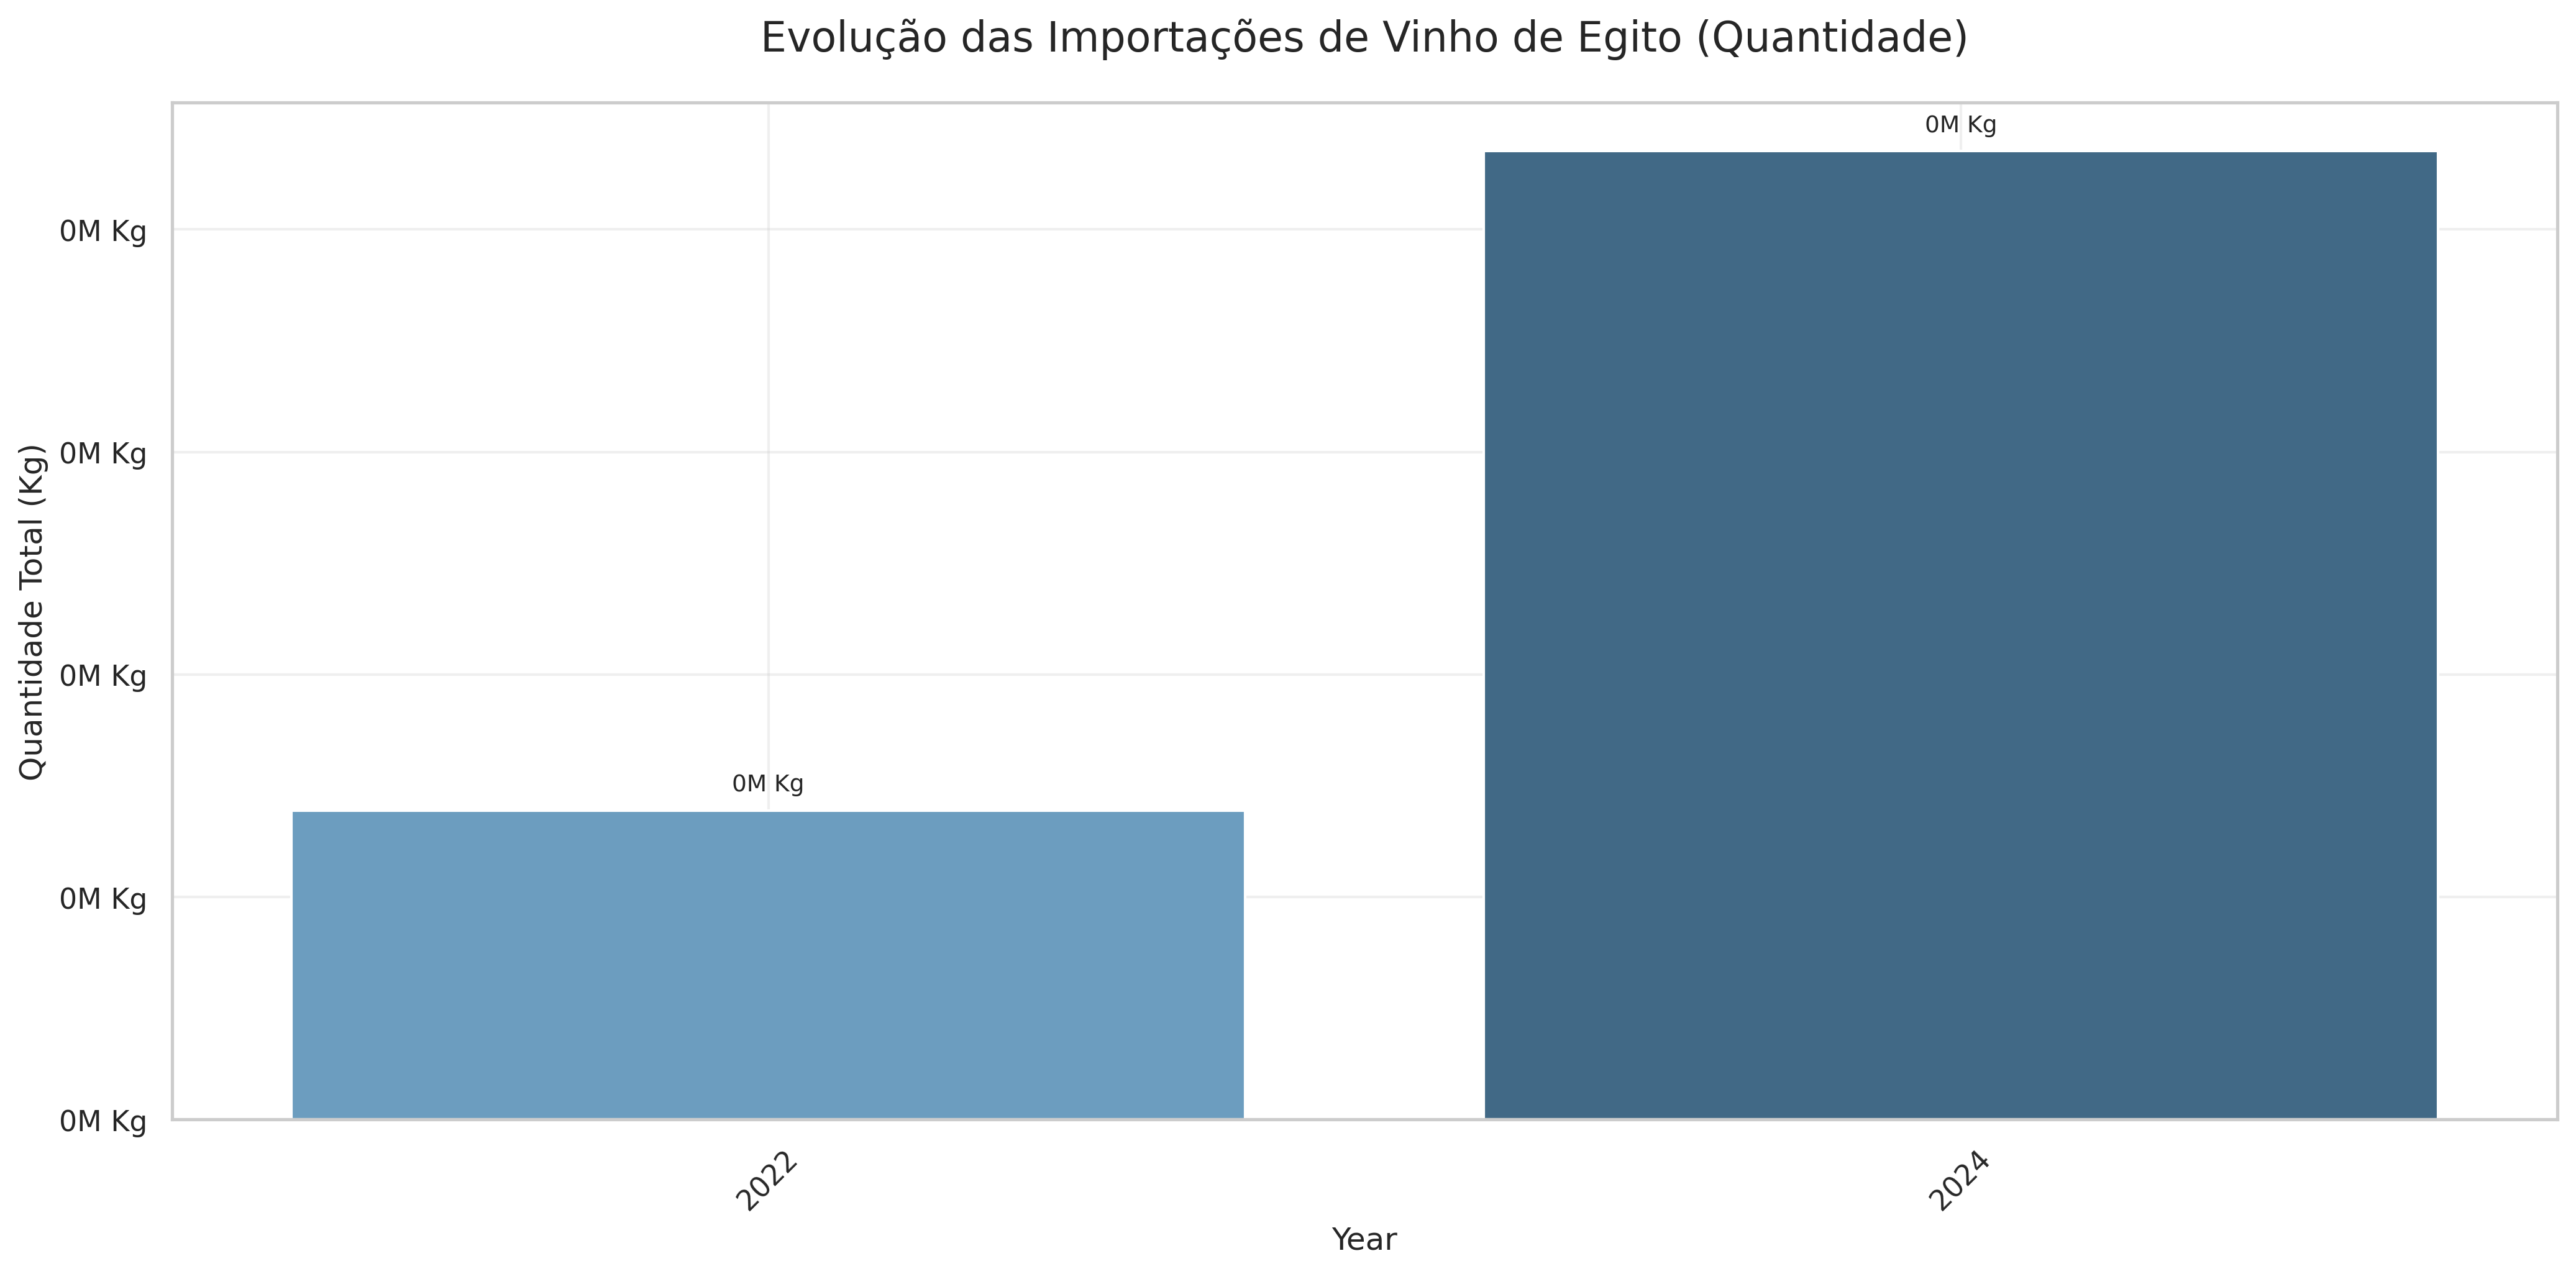 Evolução das Importações de Vinho de Egito (Quantidade)
0M Kg
0M Kg
0M Kg
0M Kg
0M Kg
0M Kg
0M Kg
Quantidade Total (Kg)
2022
2024
Year